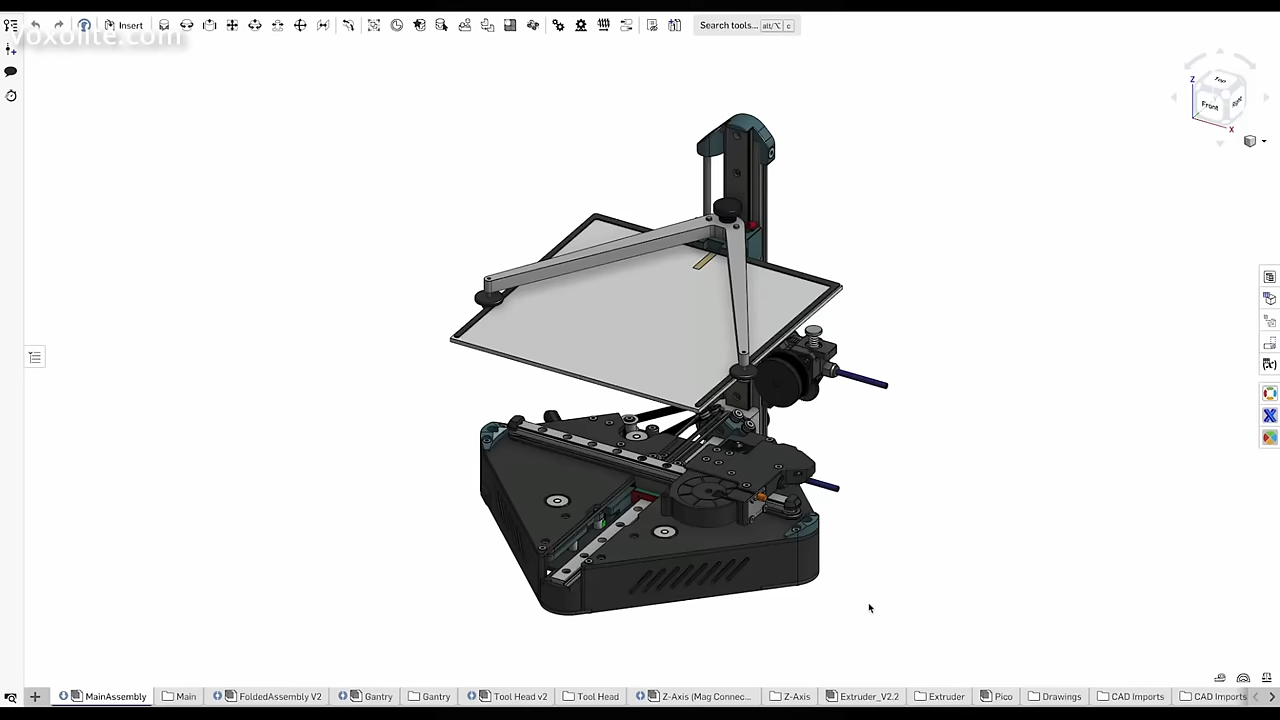 Insert
Search tools...
alt/⌥
c
voxolite.com
Z
Top
Front
Right
X
MainAssembly
Main
FoldedAssembly V2
Gantry
Gantry
Tool Head v2
Tool Head
Z-Axis (Mag Connec...
Z-Axis
Extruder_V2.2
Extruder
Pico
Drawings
CAD Imports
CAD Imports